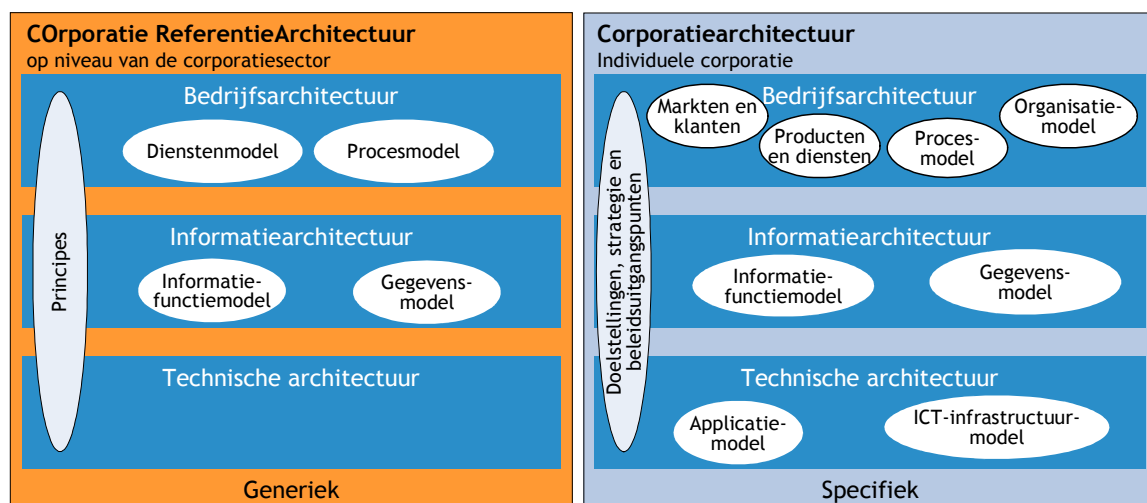 COrporatie ReferentieArchitectuur
op niveau van de corporatiesector
Bedrijfsarchitectuur
Dienstenmodel
Procesmodel
Principes
Informatiearchitectuur
Informatie-
functiemodel
Gegevens-
model
Technische architectuur
Generiek
Corporatiearchitectuur
Individuele corporatie
Bedrijfsarchitectuur
Markten en
klanten
Producten
en diensten
Proces-
model
Organisatie-
model
Doelstellingen, strategie en
beleidsuitgangspunten
Informatiearchitectuur
Informatie-
functiemodel
Gegevens-
model
Technische architectuur
Applicatie-
model
ICT-infrastructuur-
model
Specifiek